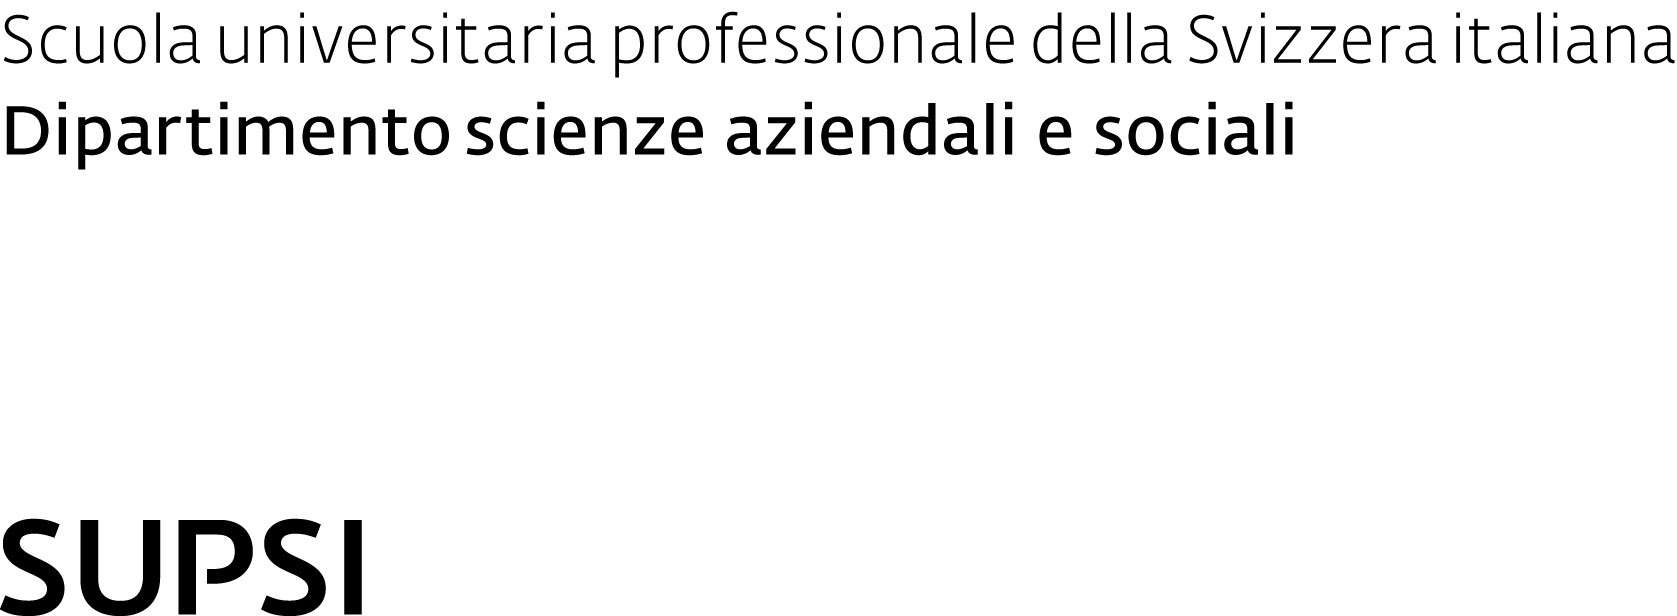 Scuola universitaria professionale della Svizzera italiana
Dipartimento scienze aziendali e sociali
SUPSI